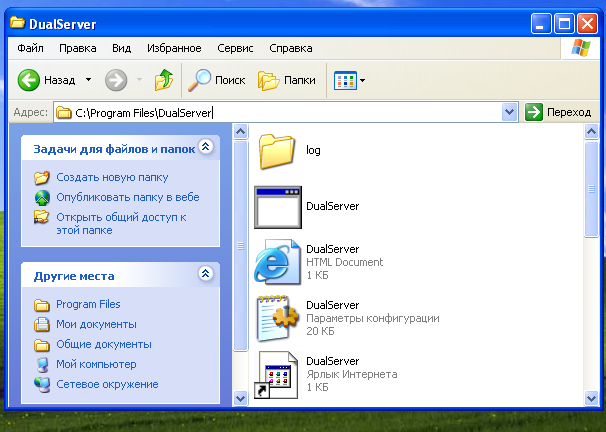 DualServer
Файл Правка Вид Избранное Сервис Справка
Назад Поиск Папки
Адрес: C:\Program Files\DualServer Переход
Задачи для файлов и папок
Создать новую папку
Опубликовать папку в вебе
Открыть общий доступ к
этой папке
Другие места
Program Files
Мои документы
Общие документы
Мой компьютер
Сетевое окружение
log
DualServer
DualServer
HTML Document
1 КБ
DualServer
Параметры конфигурации
20 КБ
DualServer
Ярлык Интернета
1 КБ